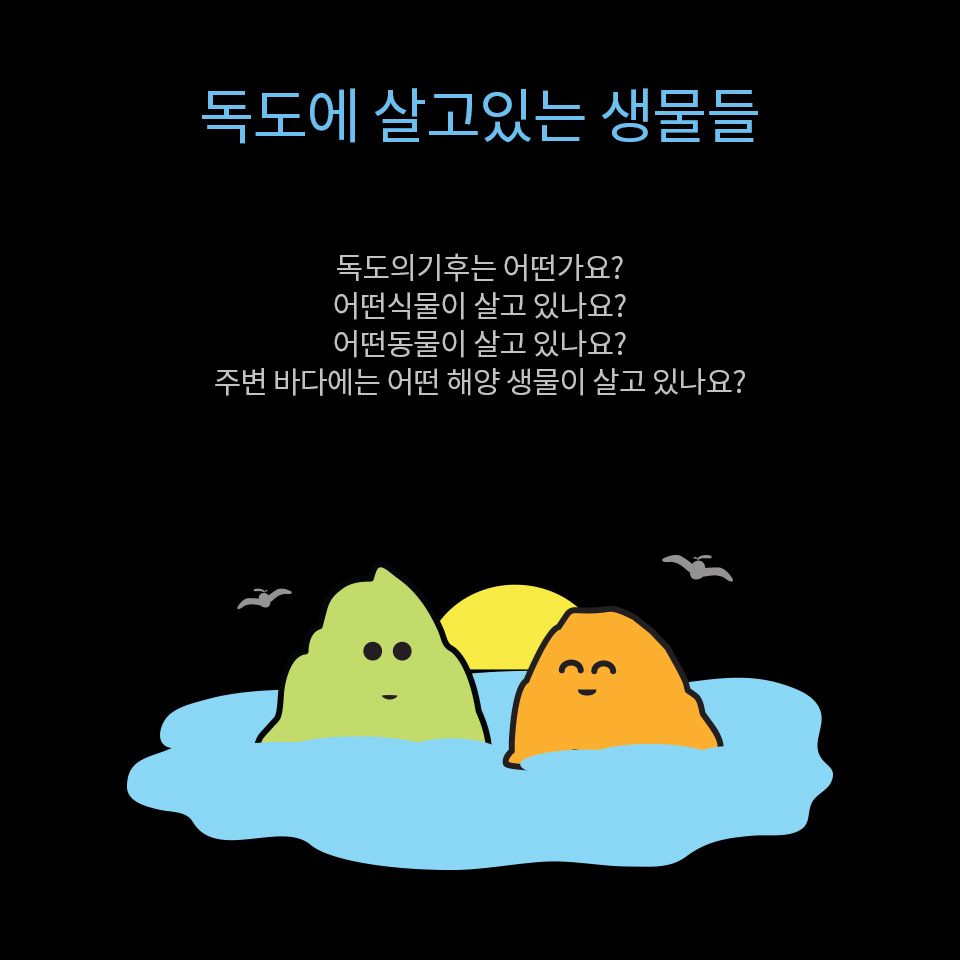 독도에 살고있는 생물들
독도의기후는 어떤가요?
어떤식물이 살고 있나요?
어떤동물이 살고 있나요?
주변 바다에는 어떤 해양 생물이 살고 있나요?